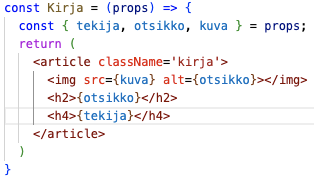 const Kirja = (props) => {
  const { tekija, otsikko, kuva } = props;
  return (
    <article className='kirja'>
      <img src={kuva} alt={otsikko}></img>
      <h2>{otsikko}</h2>
      <h4>{tekija}</h4>
    </article>
  )
}